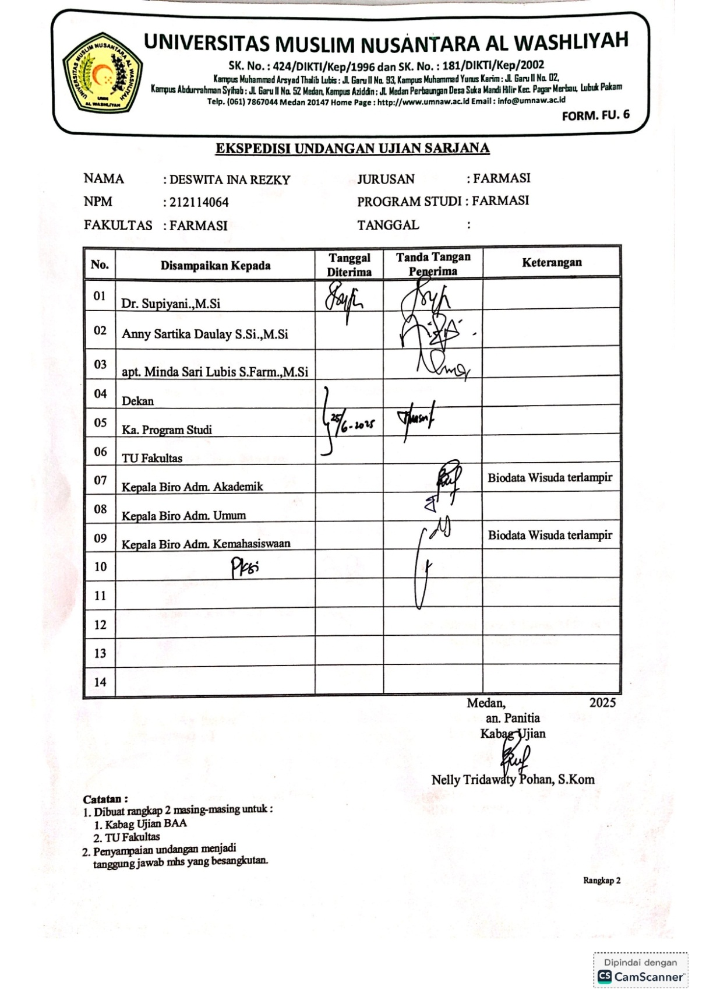 UNIVERSITAS MUSLIM NUSANTARA AL WASHLIYAH
UMN
AL WASHLIYAH
UNIVERSITAS MUSLIM NUSANTARA AL WASHLIYAH
SK. No. : 424/DIKTI/Kep/1996 dan SK. No. : 181/DIKTI/Kep/2002
Kampus Muhammad Arsyad Thalib Lubis : Jl. Garu II No. 93, Kampus Muhammad Yunus Karim : Jl. Garu II No. 02,
Kampus Abdurrahman Syihab : Jl. Garu II No. 52 Medan, Kampus Aziddin : Jl. Medan Perbaungan Desa Suka Mandi Hilir Kec. Pagar Merbau, Lubuk Pakam
Telp. (061) 7867044 Medan 20147 Home Page : http://www.umnaw.ac.id Email : info@umnaw.ac.id
FORM. FU. 6
EKSPEDISI UNDANGAN UJIAN SARJANA
NAMA : DESWITA INA REZKY JURUSAN : FARMASI
NPM : 212114064 PROGRAM STUDI : FARMASI
FAKULTAS : FARMASI TANGGAL :
No. Disampaikan Kepada Tanggal Diterima Tanda Tangan Penerima Keterangan
01 Dr. Supiyani.,M.Si
02 Anny Sartika Daulay S.Si.,M.Si
03 apt. Minda Sari Lubis S.Farm.,M.Si
04 Dekan
05 Ka. Program Studi 25/6-2025
06 TU Fakultas
07 Kepala Biro Adm. Akademik Biodata Wisuda terlampir
08 Kepala Biro Adm. Umum
09 Kepala Biro Adm. Kemahasiswaan Biodata Wisuda terlampir
10
11
12
13
14
Medan, 2025
an. Panitia
Kabag Ujian
Nelly Tridawaty Pohan, S.Kom
Catatan :
1. Dibuat rangkap 2 masing-masing untuk :
1. Kabag Ujian BAA
2. TU Fakultas
2. Penyampaian undangan menjadi
tanggung jawab mhs yang besangkutan.
Rangkap 2
Dipindai dengan
CS CamScanner